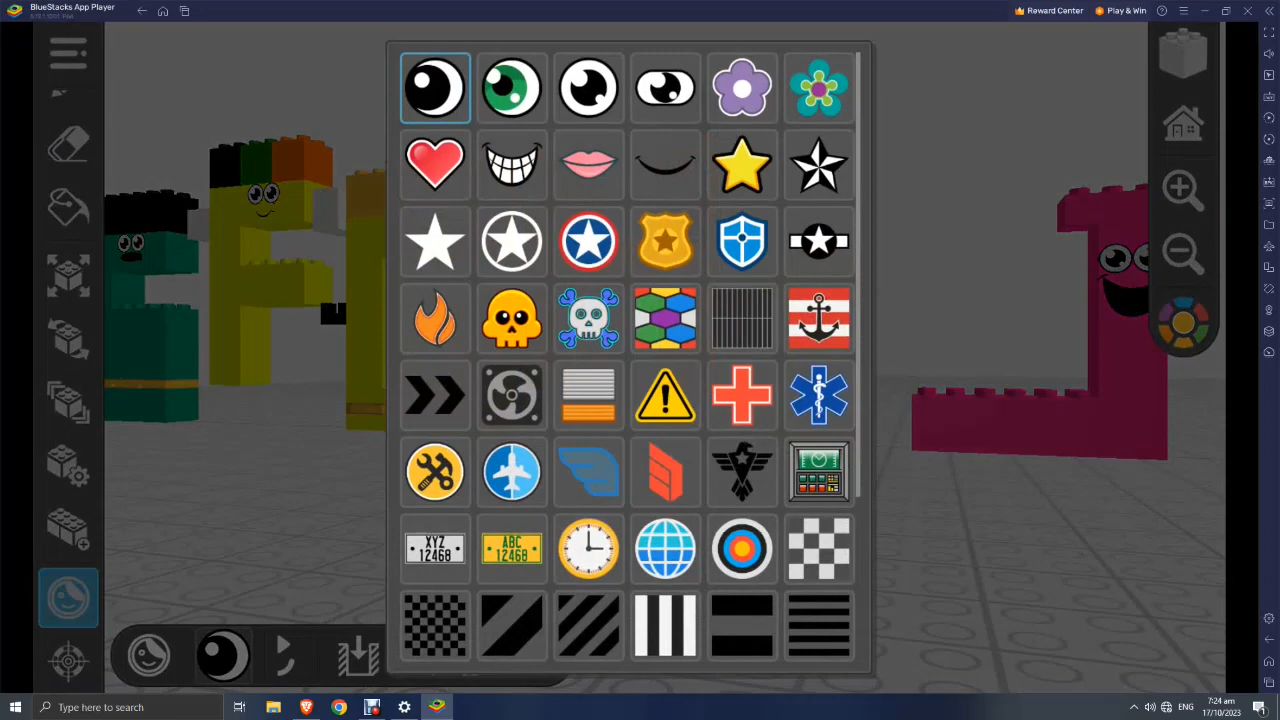 BlueStacks App Player
Reward Center
Play & Win
XYZ
12468
ABC
12468
Type here to search
ENG
7:24 am
17/10/2023